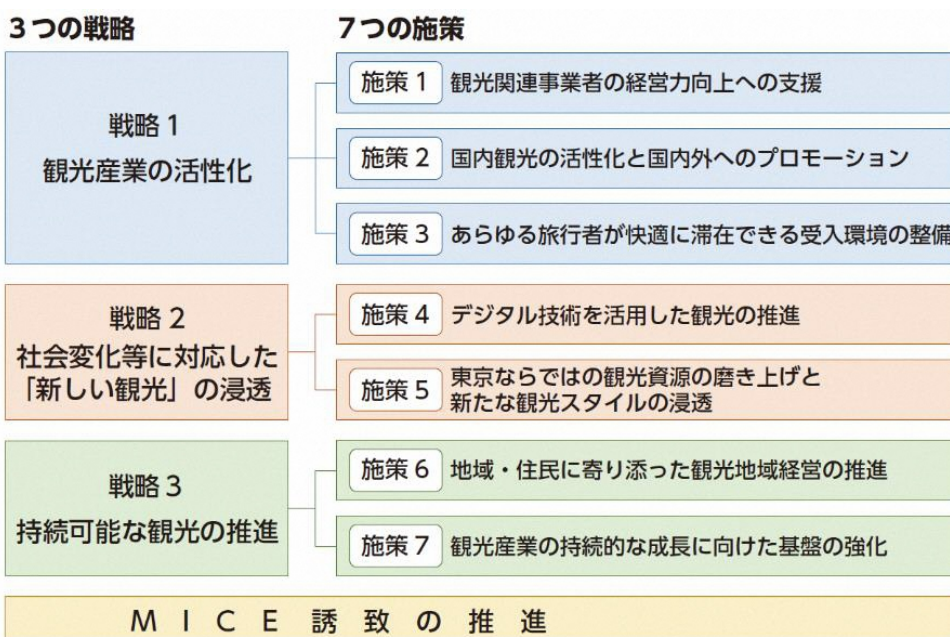 3つの戦略
7つの施策
戦略1
観光産業の活性化
施策1 観光関連事業者の経営力向上への支援
施策2 国内観光の活性化と国内外へのプロモーション
施策3 あらゆる旅行者が快適に滞在できる受入環境の整備
戦略2
社会変化等に対応した
「新しい観光」の浸透
施策4 デジタル技術を活用した観光の推進
施策5 東京ならではの観光資源の磨き上げと
新たな観光スタイルの浸透
戦略3
持続可能な観光の推進
施策6 地域・住民に寄り添った観光地域経営の推進
施策7 観光産業の持続的な成長に向けた基盤の強化
MICE誘致の推進